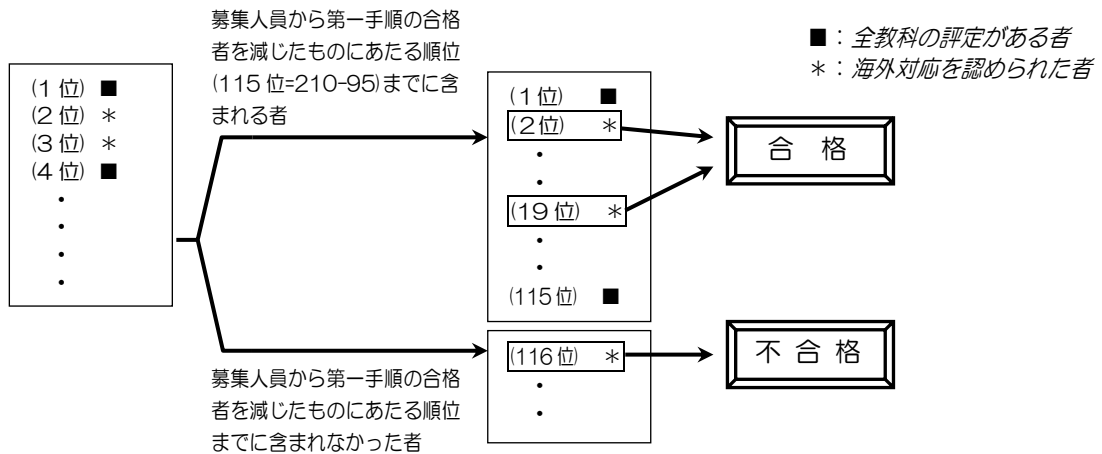 募集人員から第一手順の合格
者を減じたものにあたる順位
(115位=210-95)までに含
まれる者
■：全教科の評定がある者
＊：海外対応を認められた者
(1位) ■
(2位) ＊
(3位) ＊
(4位) ■
・
・
・
・
(1位) ■
(2位) ＊
・
・
(19位) ＊
・
・
(115位) ■
合 格
(116位) ＊
・
・
不 合 格
募集人員から第一手順の合格
者を減じたものにあたる順位
までに含まれなかった者